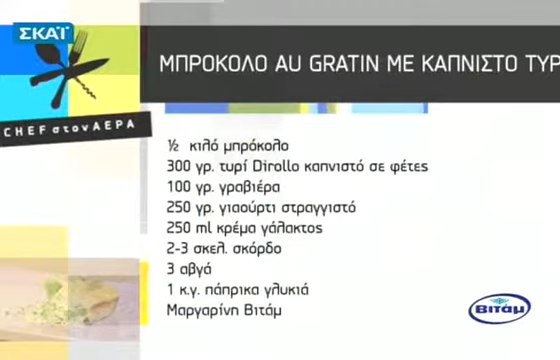 ΣΚΑΪ
ΜΠΡΟΚΟΛΟ AU GRATIN ΜΕ ΚΑΠΝΙΣΤΟ ΤΥΡ
CHEF στον ΑΕΡΑ
½ κιλό μπρόκολο
300 γρ. τυρί Dirollo καπνιστό σε φέτες
100 γρ. γραβιέρα
250 γρ. γιαούρτι στραγγιστό
250 ml κρέμα γάλακτος
2-3 σκελ. σκόρδο
3 αβγά
1 κ.γ. πάπρικα γλυκιά
Μαργαρίνη Βιτάμ
Βιτάμ